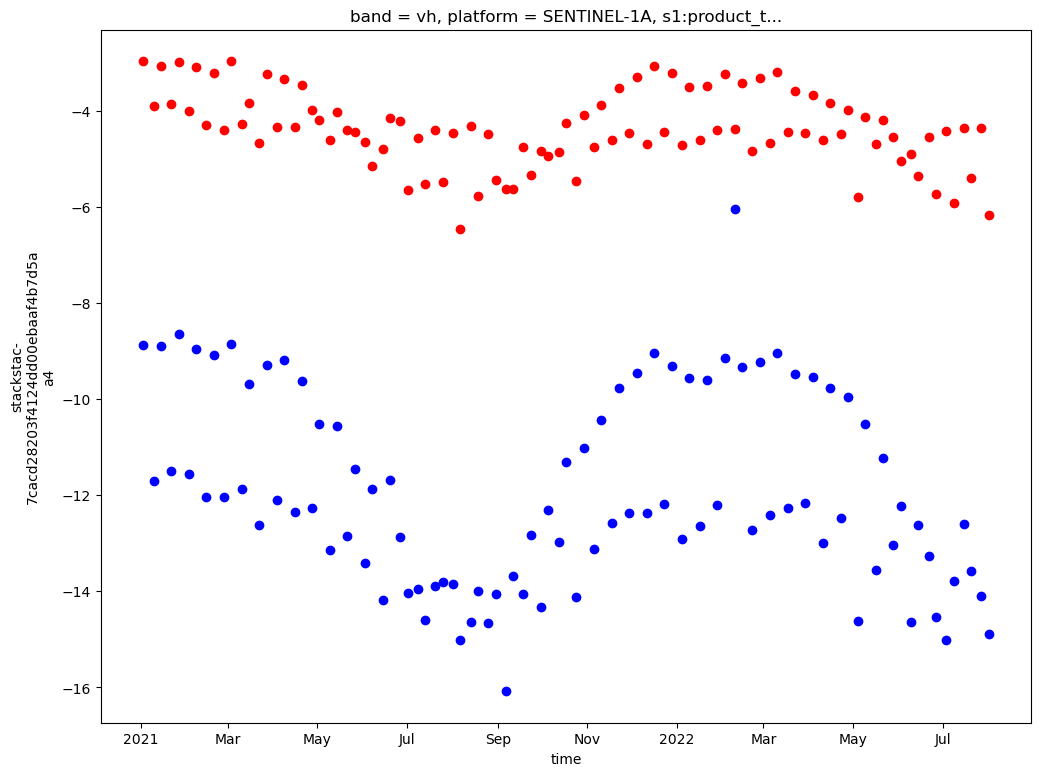 band = vh, platform = SENTINEL-1A, s1:product_t...
−4
−6
−8
−10
−12
−14
−16
stackstac-
7cacd28203f4124dd00ebaaf4b7d5a
a4
2021 Mar May Jul Sep Nov 2022 Mar May Jul
time